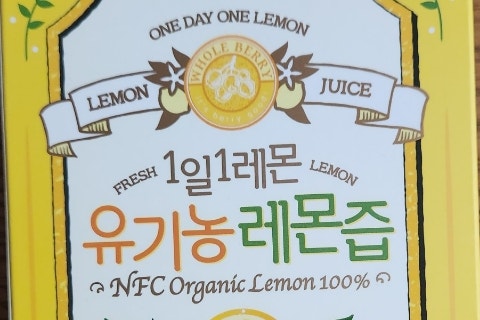 ONE DAY ONE LEMON
WHOLE BERRY
LEMON JUICE
FRESH 1일1레몬 LEMON
유기농 레몬즙
NFC Organic Lemon 100%